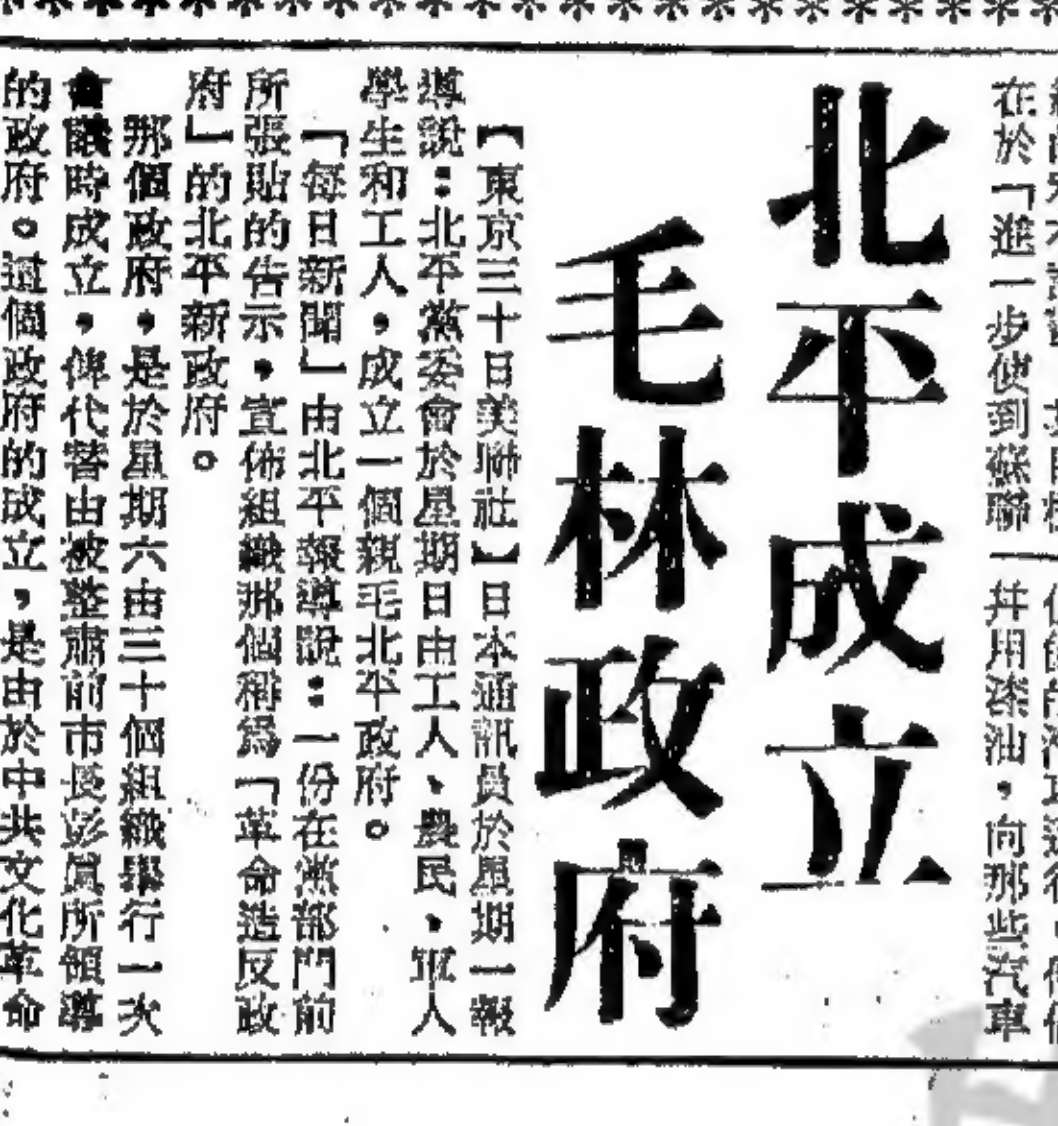 在於「進一步使到蘇聯
幷用漆油，向那些汽車
北平成立
毛林政府
【東京三十日美聯社】日本通訊員於星期一報
導說：北平黨委會於星期日由工人、農民，軍人
學生和工人，成立一個親毛北平政府。
「每日新聞」由北平報導說：一份在黨部門前
所張貼的告示，宣佈組織那個稱爲「革命造反政
府」的北平新政府。
那個政府，是於星期六由三十個組織舉行一次
會議時成立，俾代替由被整肅前市長彭眞所領導
的政府。這個政府的成立，是由於中共文化革命